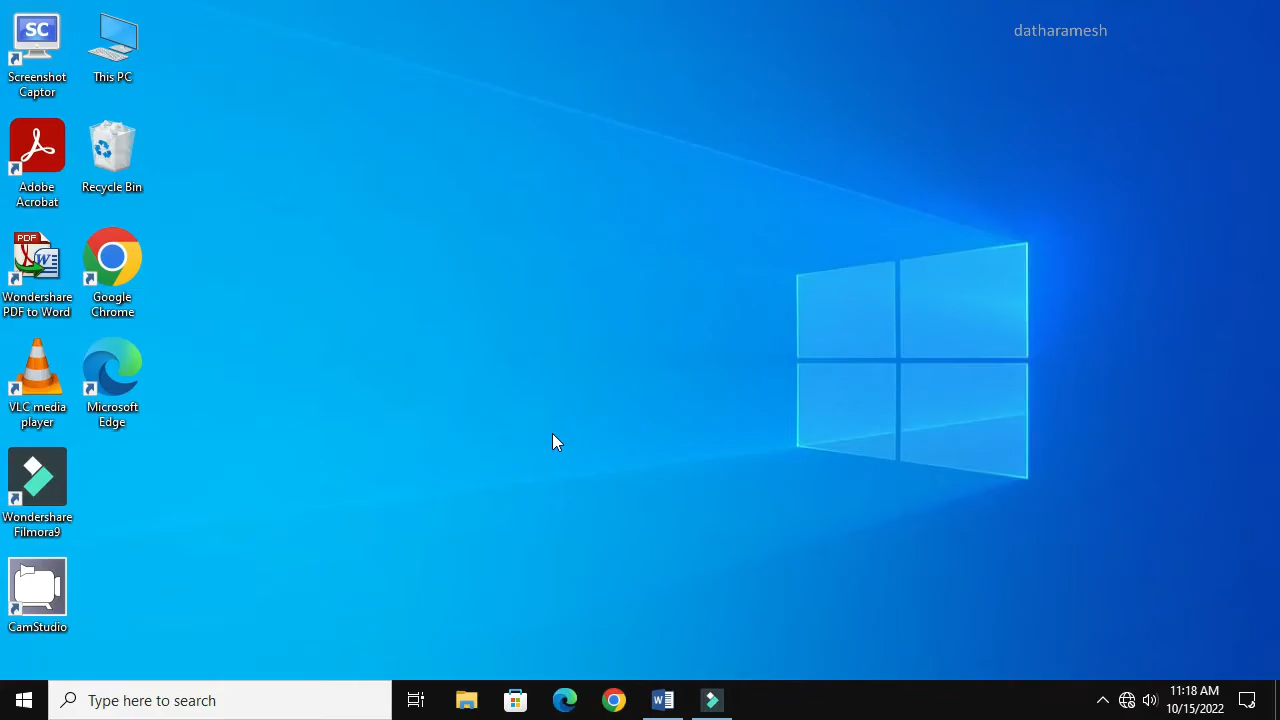 datharamesh
SC
Screenshot
Captor
This PC
Adobe
Acrobat
Recycle Bin
PDF
W
Wondershare
PDF to Word
Google
Chrome
VLC media
player
Microsoft
Edge
Wondershare
Filmora9
CamStudio
Type here to search
W
11:18 AM
10/15/2022